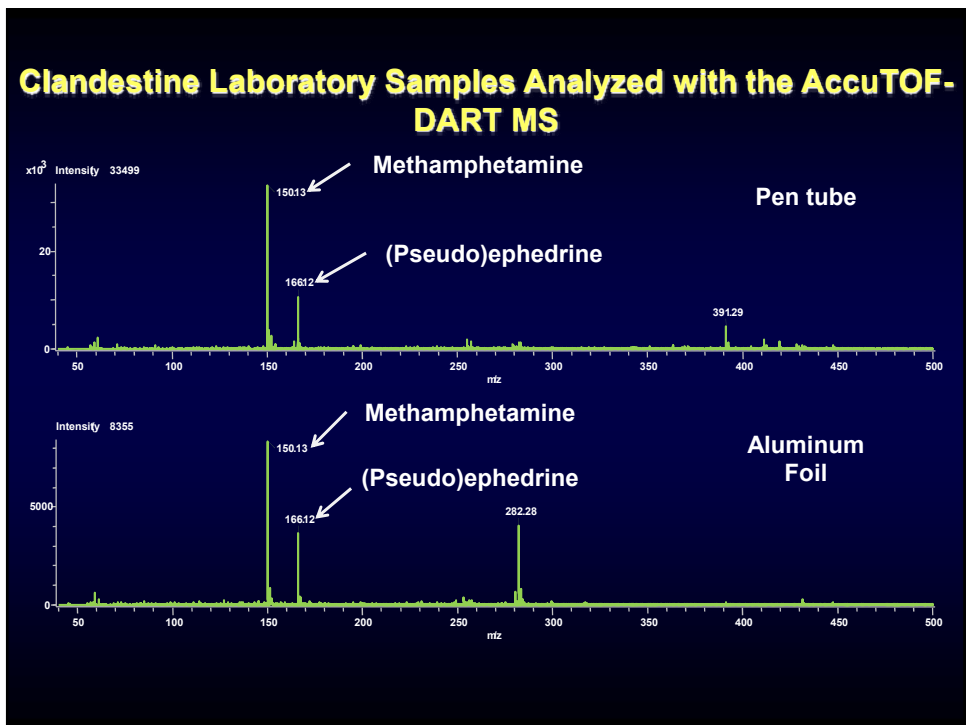 Clandestine Laboratory Samples Analyzed with the AccuTOF-
DART MS
x10³ Intensity 33499
Methamphetamine
150.13
Pen tube
(Pseudo)ephedrine
20
166.12
391.29
0
50 100 150 200 250 300 350 400 450 500
m/z
Methamphetamine
Intensity 8355
150.13
Aluminum
Foil
(Pseudo)ephedrine
5000
166.12
282.28
0
50 100 150 200 250 300 350 400 450 500
m/z